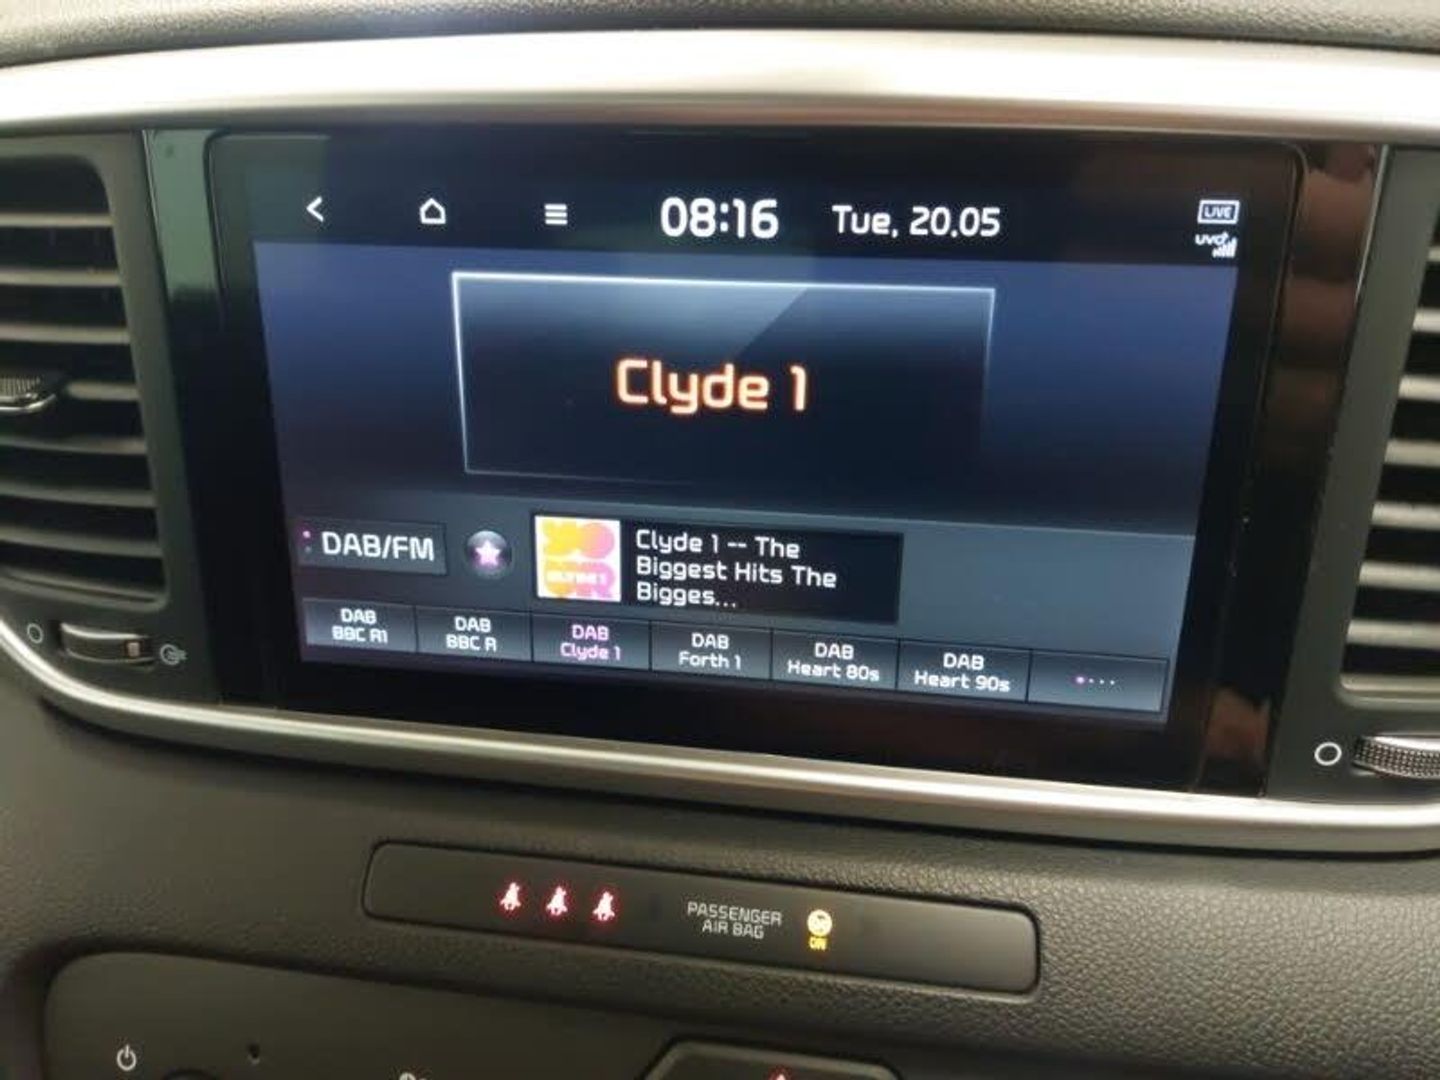 08:16 Tue, 20.05
LIVE
UVO
Clyde 1
DAB/FM
Clyde 1 -- The
Biggest Hits The
Bigges...
DAB
BBC R1
DAB
BBC R
DAB
Clyde 1
DAB
Forth 1
DAB
Heart 80s
DAB
Heart 90s
PASSENGER
AIR BAG
ON